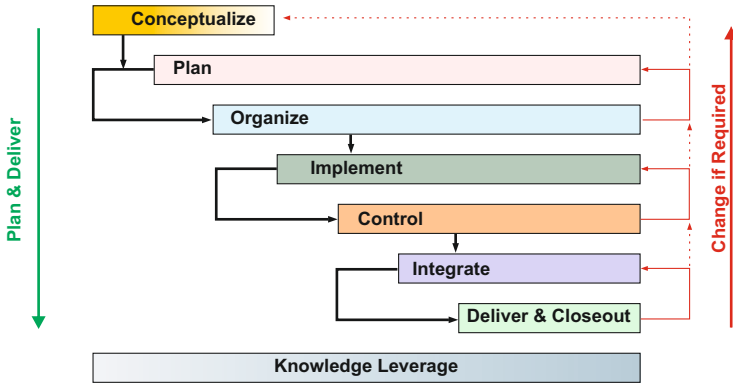 Conceptualize
Plan
Organize
Implement
Control
Integrate
Deliver & Closeout
Knowledge Leverage
Plan & Deliver
Change if Required